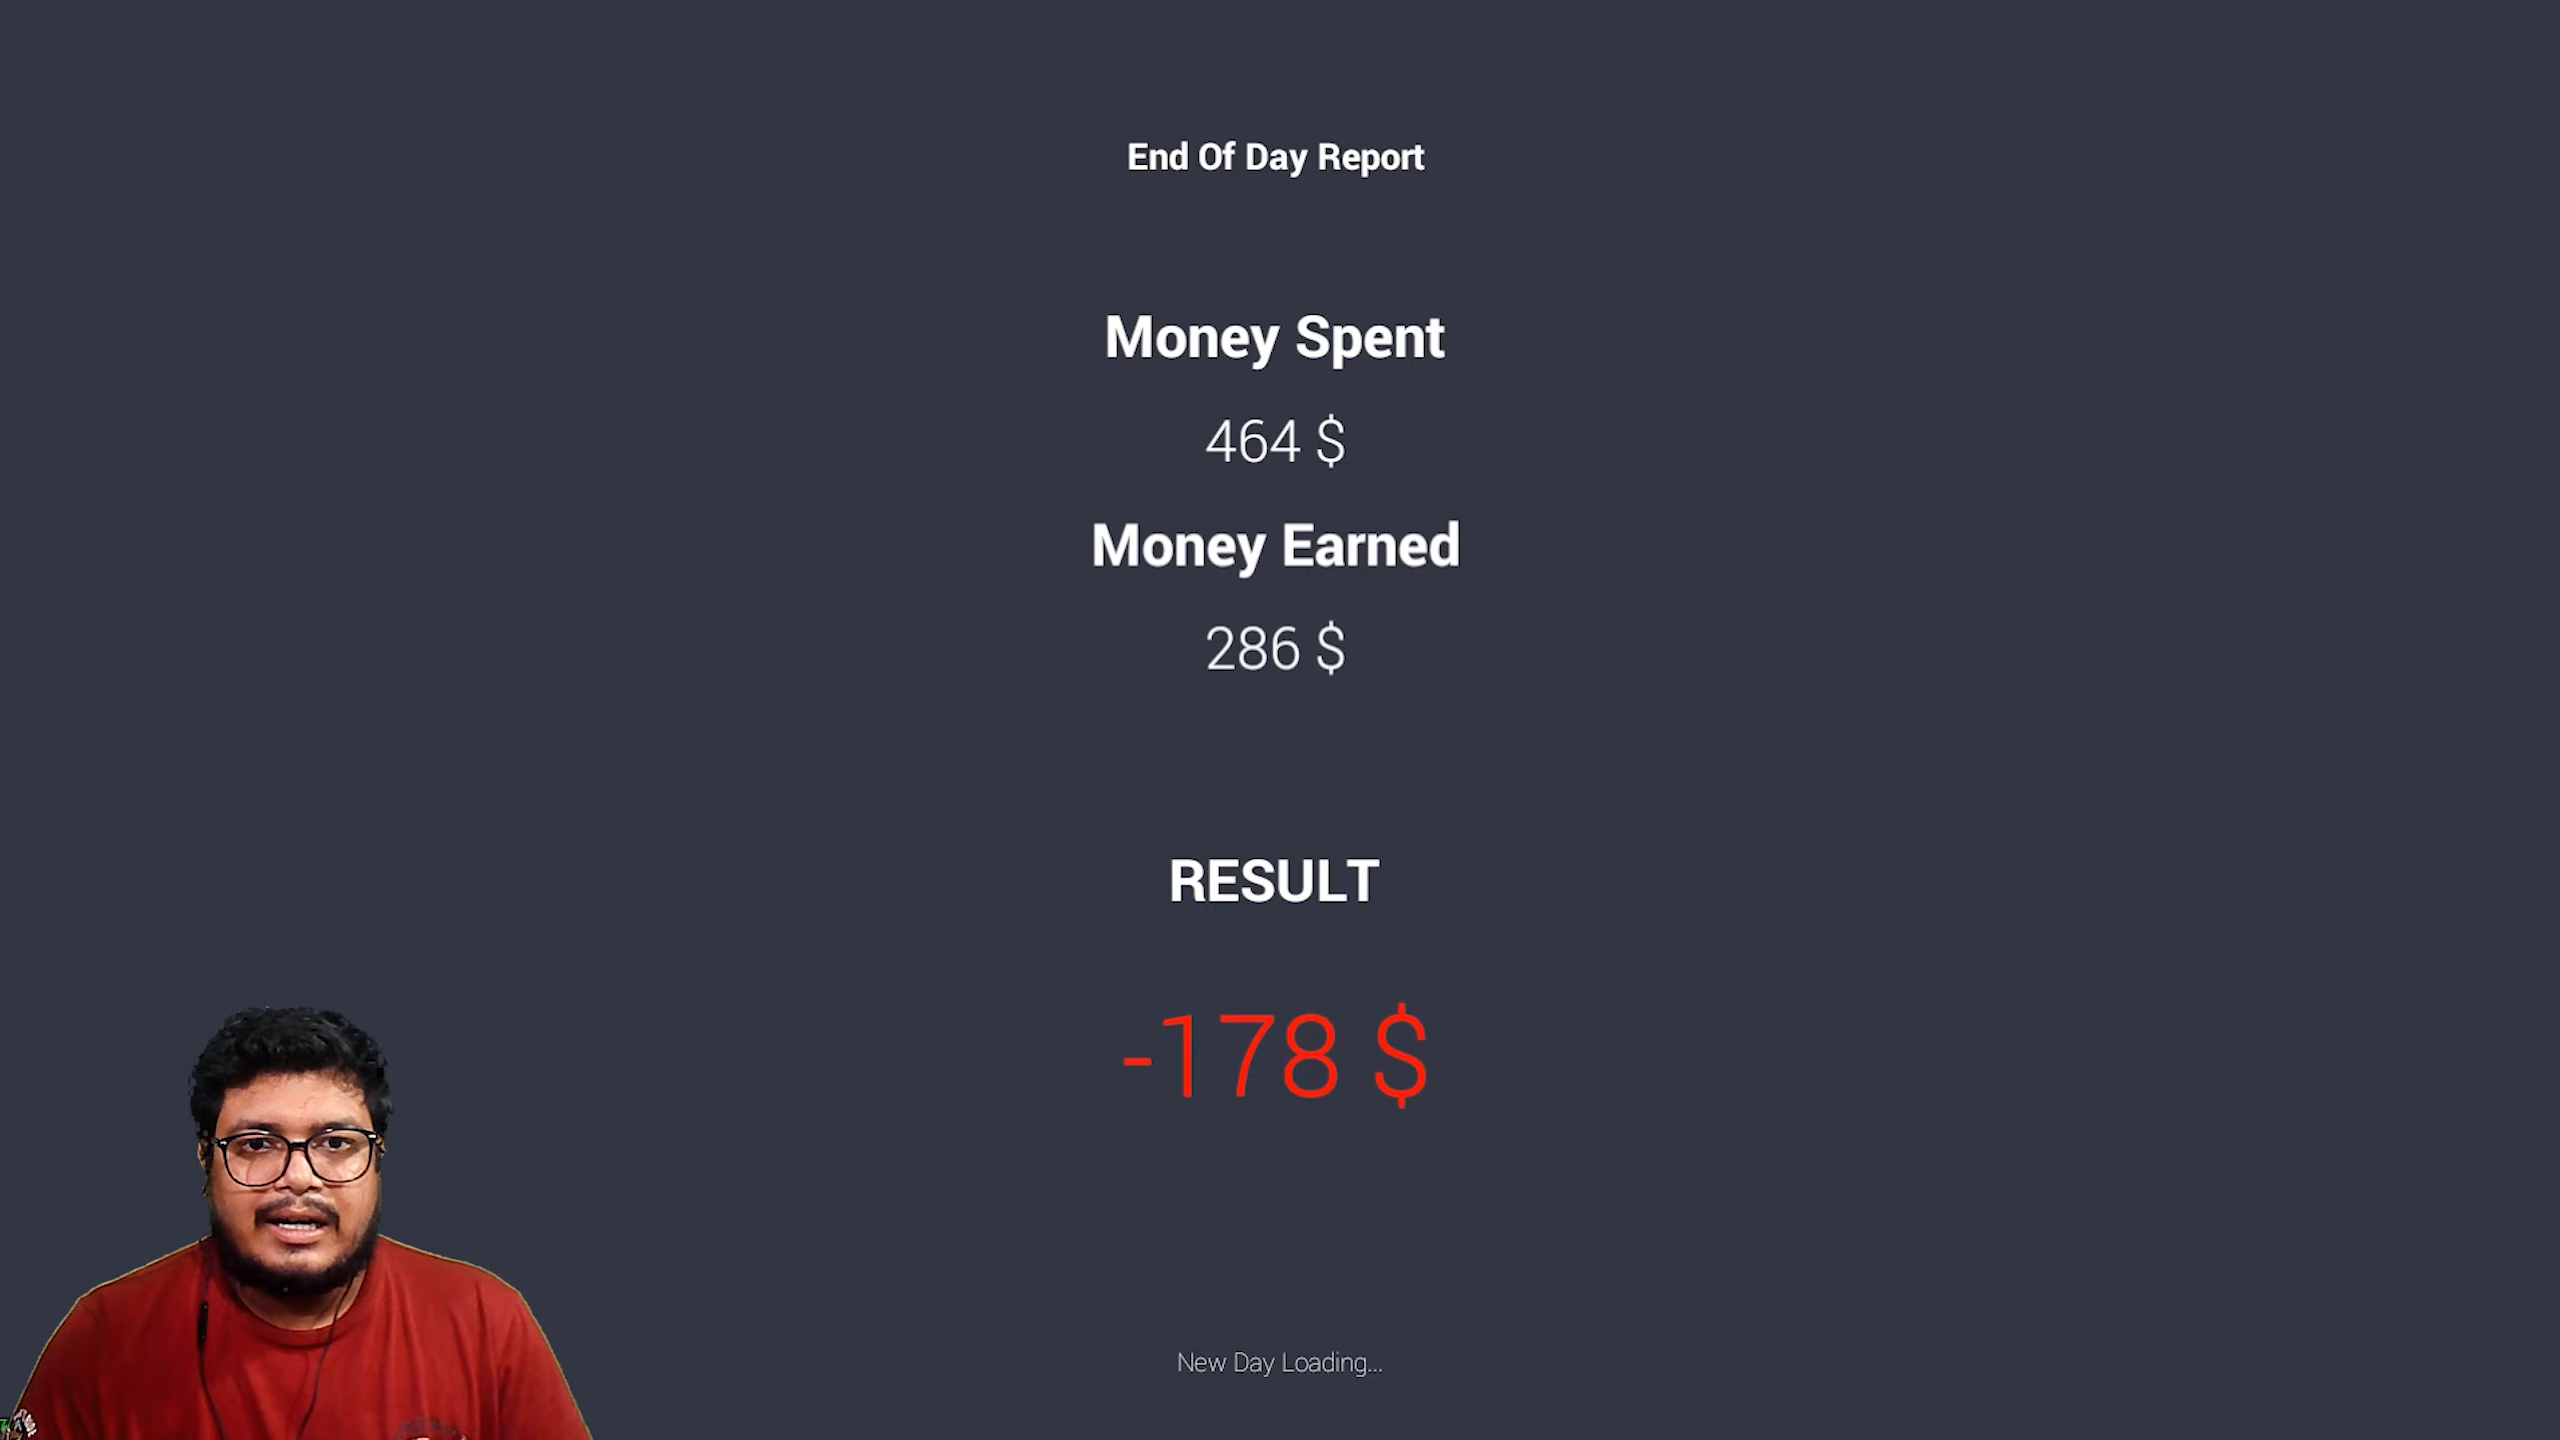 End Of Day Report
Money Spent
464 $
Money Earned
286 $
RESULT
-178 $
New Day Loading...